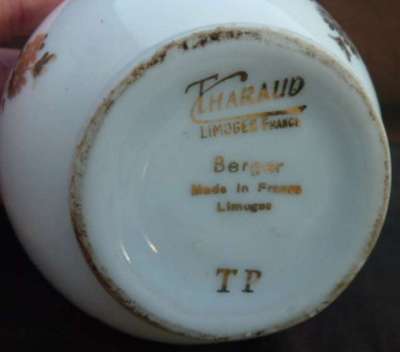 THARAUD
LIMOGES FRANCE
Berger
Made in France
Limoges
TP